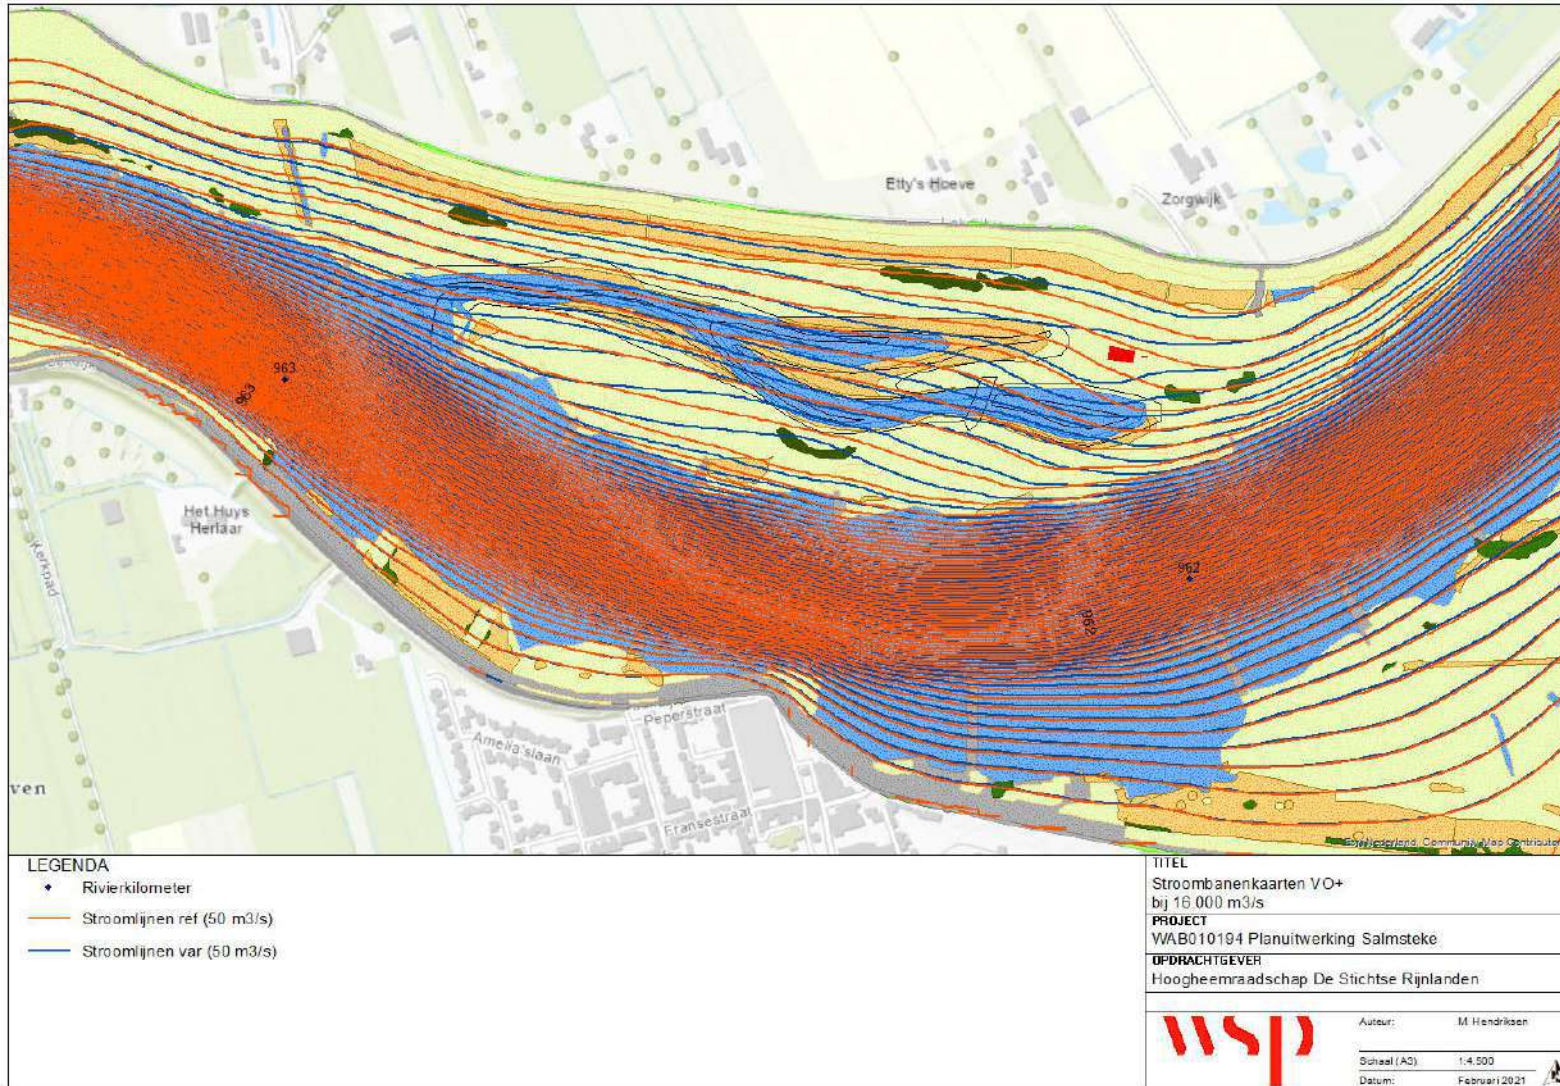 Etty's Hoeve
Zorgwijk
963
963
Het Huys
Herlaar
Kerkpad
962
962
Peperstraat
Amelia'slaan
Fransestraat
ven
LEGENDA
Rivierkilometer
Stroomlijnen ref (50 m3/s)
Stroomlijnen var (50 m3/s)
TITEL
Stroombanenkaarten VO+
bij 16.000 m3/s
PROJECT
WAB010194 Planuitwerking Salmsteke
OPDRACHTGEVER
Hoogheemraadschap De Stichtse Rijnlanden
wsp
Auteur: M Hendriksen
Schaal (A3) 1:4.500
Datum: Februari 2021